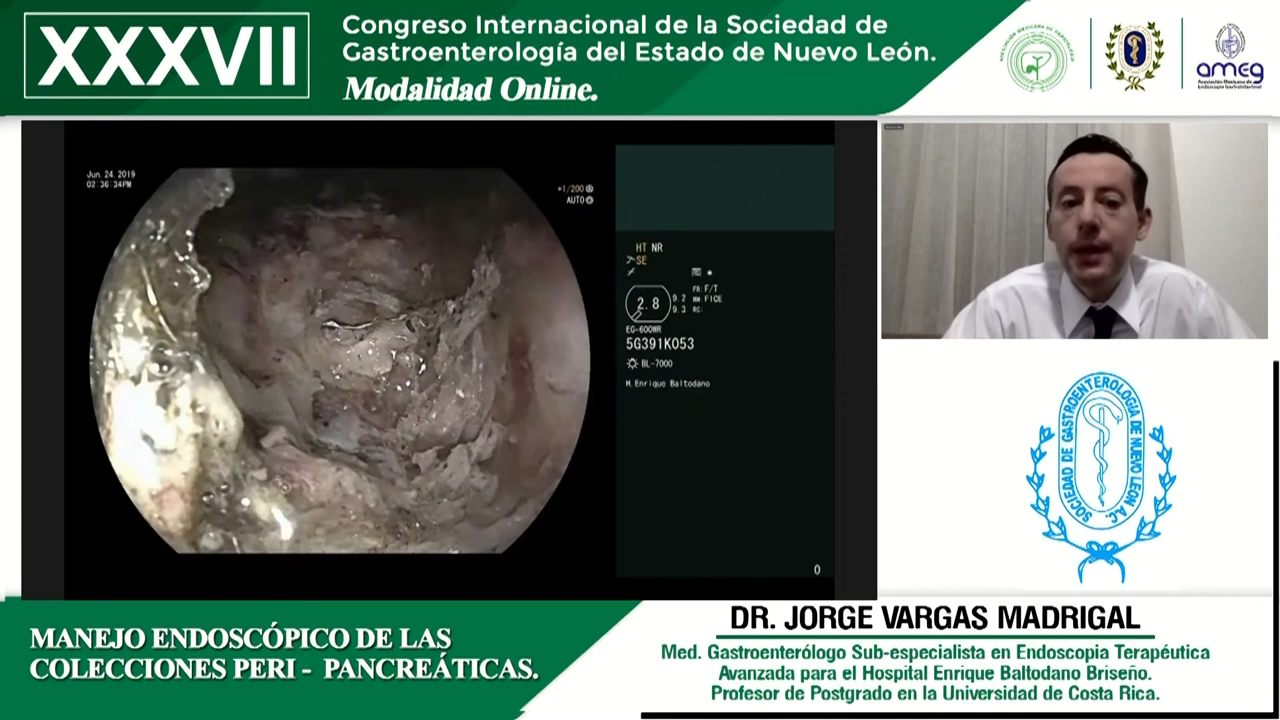 XXXVII
Congreso Internacional de la Sociedad de
Gastroenterología del Estado de Nuevo León.
Modalidad Online.
ameg
Jun. 24. 2019
02:36:34PM
+1/200
AUTO
HT NR
SE
2.8
9.2
9.3
FR: F/T
MM FICE
RC:
EG-600WR
5G391K053
BL-7000
M.Enrique Baltodano
0
SOCIEDAD DE GASTROENTEROLOGIA DE NUEVO LEON A.C.
MANEJO ENDOSCÓPICO DE LAS
COLECCIONES PERI - PANCREÁTICAS.
DR. JORGE VARGAS MADRIGAL
Med. Gastroenterólogo Sub-especialista en Endoscopia Terapéutica
Avanzada para el Hospital Enrique Baltodano Briseño.
Profesor de Postgrado en la Universidad de Costa Rica.